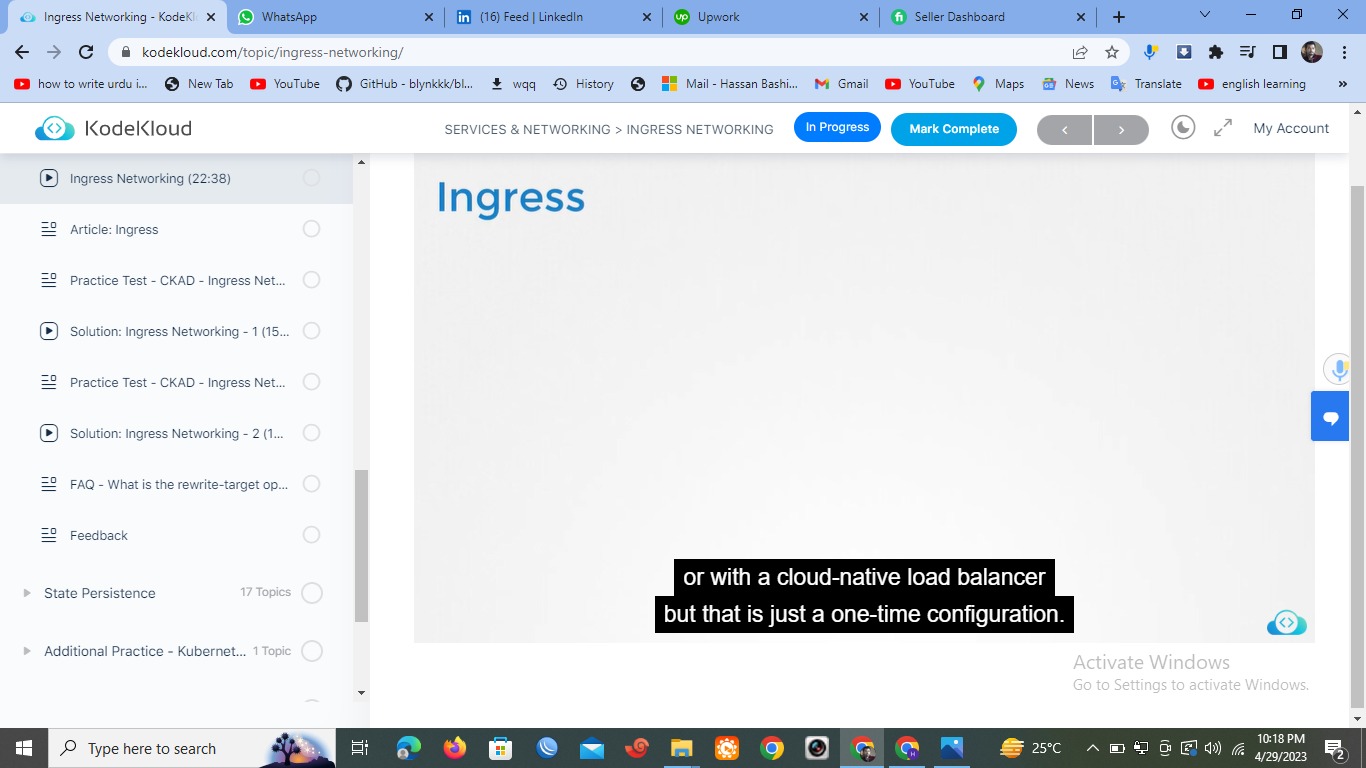 Ingress Networking - KodeKl
WhatsApp
(16) Feed | LinkedIn
Upwork
Seller Dashboard
kodekloud.com/topic/ingress-networking/
how to write urdu i...
New Tab
YouTube
GitHub - blynkkk/bl...
wqq
History
Mail - Hassan Bashi...
Gmail
YouTube
Maps
News
Translate
english learning
»
KodeKloud
SERVICES & NETWORKING > INGRESS NETWORKING
In Progress
Mark Complete
My Account
Ingress Networking (22:38)
Article: Ingress
Practice Test - CKAD - Ingress Net...
Solution: Ingress Networking - 1 (15...
Practice Test - CKAD - Ingress Net...
Solution: Ingress Networking - 2 (1...
FAQ - What is the rewrite-target op...
Feedback
State Persistence 17 Topics
Additional Practice - Kubernet... 1 Topic
Ingress
or with a cloud-native load balancer
but that is just a one-time configuration.
Activate Windows
Go to Settings to activate Windows.
Type here to search
25°C
10:18 PM
4/29/2023
2